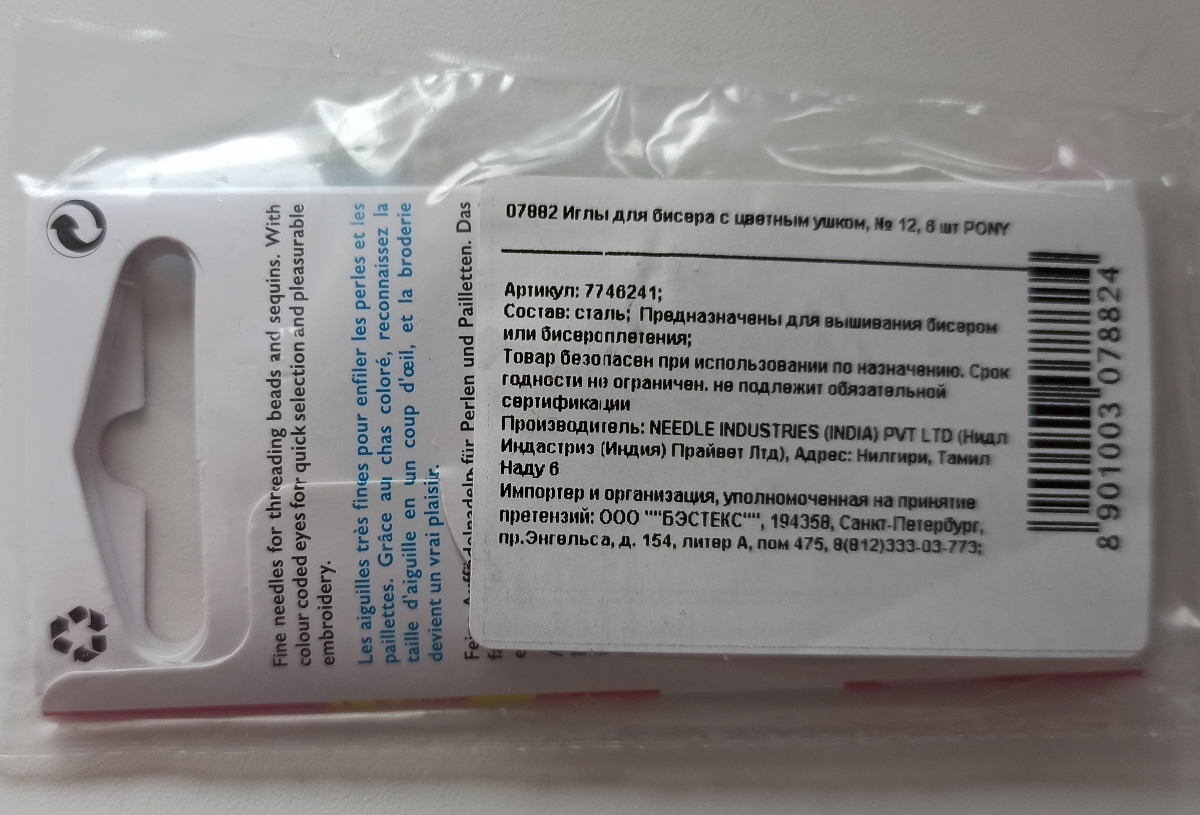 Fine needles for threading beads and sequins. With
colour coded eyes for quick selection and pleasurable
embroidery.
Les aiguilles très fines pour enfiler les perles et les
paillettes. Grâce au chas coloré, reconnaissez la
taille d'aiguille en un coup d'œil, et la broderie
devient un vrai plaisir.
für Perlen und Pailletten. Das
07882 Иглы для бисера с цветным ушком, № 12, 6 шт PONY
Артикул: 7746241;
Состав: сталь; Предназначены для вышивания бисером
или бисероплетения;
Товар безопасен при использовании по назначению. Срок
годности не ограничен. не подлежит обязательной
сертификации
Производитель: NEEDLE INDUSTRIES (INDIA) PVT LTD (Нидл
Индастриз (Индия) Прайвет Лтд), Адрес: Нилгири, Тамил
Наду 6
Импортер и организация, уполномоченная на принятие
претензий: ООО ""БЭСТЕКС"", 194358, Санкт-Петербург,
пр.Энгельса, д. 154, литер А, пом 475, 8(812)333-03-773;
8 901003 078824